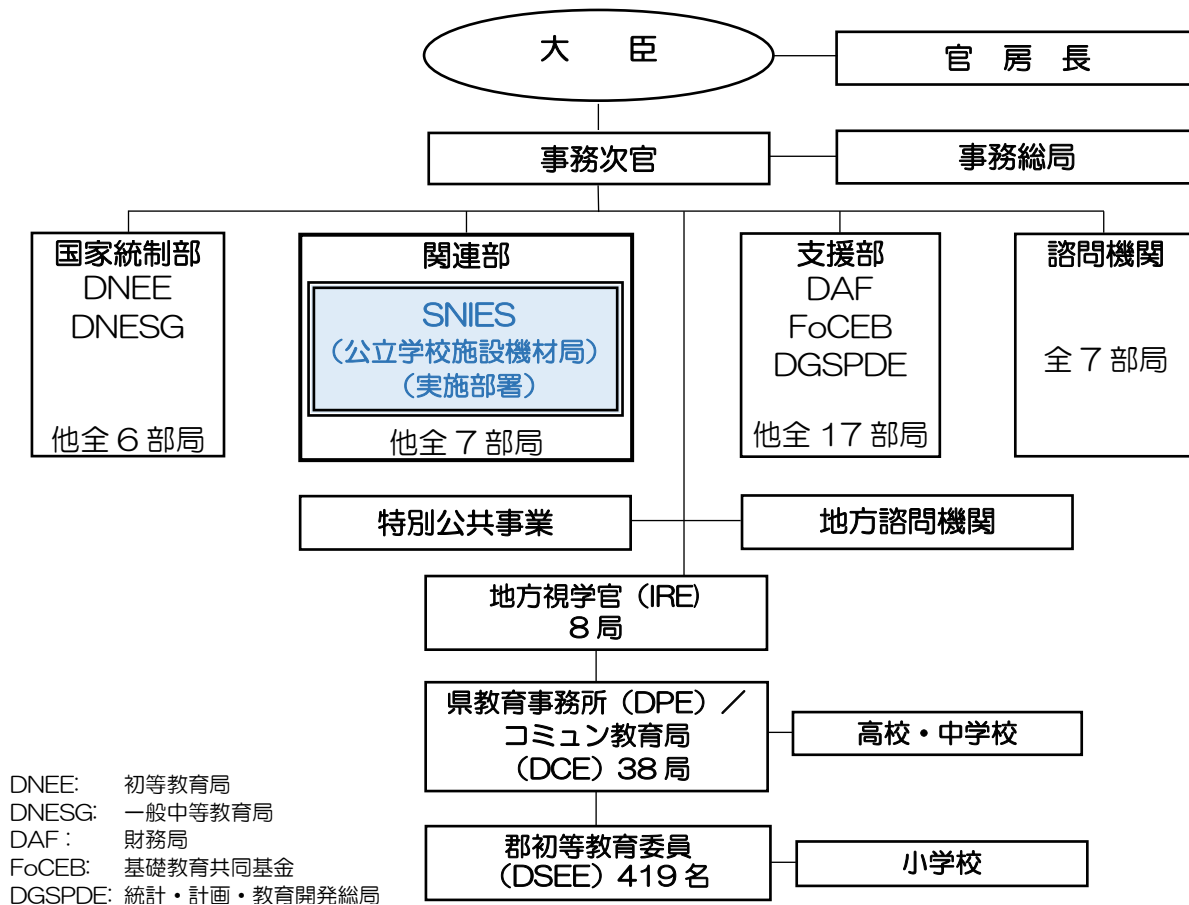 大 臣
官 房 長
事務次官
事務総局
国家統制部
DNEE
DNESG
他全 6 部局
関連部
SNIES
（公立学校施設機材局）
（実施部署）
他全 7 部局
支援部
DAF
FoCEB
DGSPDE
他全 17 部局
諮問機関
全 7 部局
特別公共事業
地方諮問機関
地方視学官（IRE)
8 局
県教育事務所（DPE）／
コミュン教育局
（DCE）38 局
高校・中学校
郡初等教育委員
（DSEE）419 名
小学校
DNEE: 初等教育局
DNESG: 一般中等教育局
DAF： 財務局
FoCEB: 基礎教育共同基金
DGSPDE: 統計・計画・教育開発総局